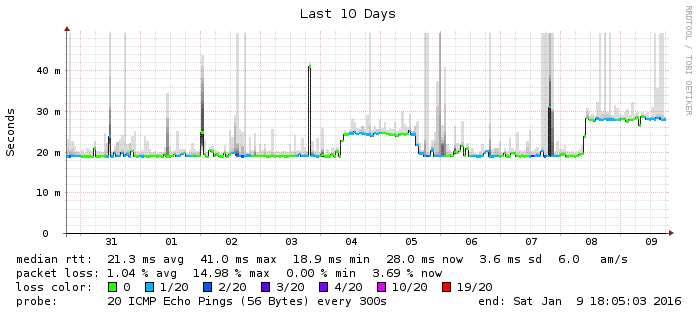 Last 10 Days
RRDTOOL / TOBI OETIKER
Seconds
40 m
30 m
20 m
10 m
0
31 01 02 03 04 05 06 07 08 09
median rtt: 21.3 ms avg 41.0 ms max 18.9 ms min 28.0 ms now 3.6 ms sd 6.0 am/s
packet loss: 1.04 % avg 14.98 % max 0.00 % min 3.69 % now
loss color: 0 1/20 2/20 3/20 4/20 10/20 19/20
probe: 20 ICMP Echo Pings (56 Bytes) every 300s end: Sat Jan 9 18:05:03 2016